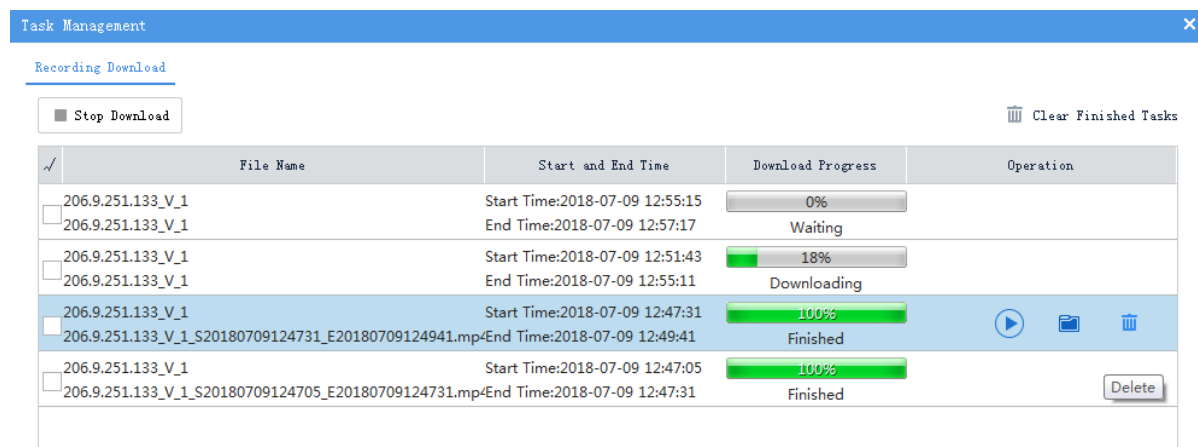 Task Management
Recording Download
Stop Download
Clear Finished Tasks
File Name Start and End Time Download Progress Operation
206.9.251.133_V_1 Start Time:2018-07-09 12:55:15 0%
206.9.251.133_V_1 End Time:2018-07-09 12:57:17 Waiting
206.9.251.133_V_1 Start Time:2018-07-09 12:51:43 18%
206.9.251.133_V_1 End Time:2018-07-09 12:55:11 Downloading
206.9.251.133_V_1 Start Time:2018-07-09 12:47:31 100%
206.9.251.133_V_1_S20180709124731_E20180709124941.mp4 End Time:2018-07-09 12:49:41 Finished
206.9.251.133_V_1 Start Time:2018-07-09 12:47:05 100%
206.9.251.133_V_1_S20180709124705_E20180709124731.mp4 End Time:2018-07-09 12:47:31 Finished
Delete